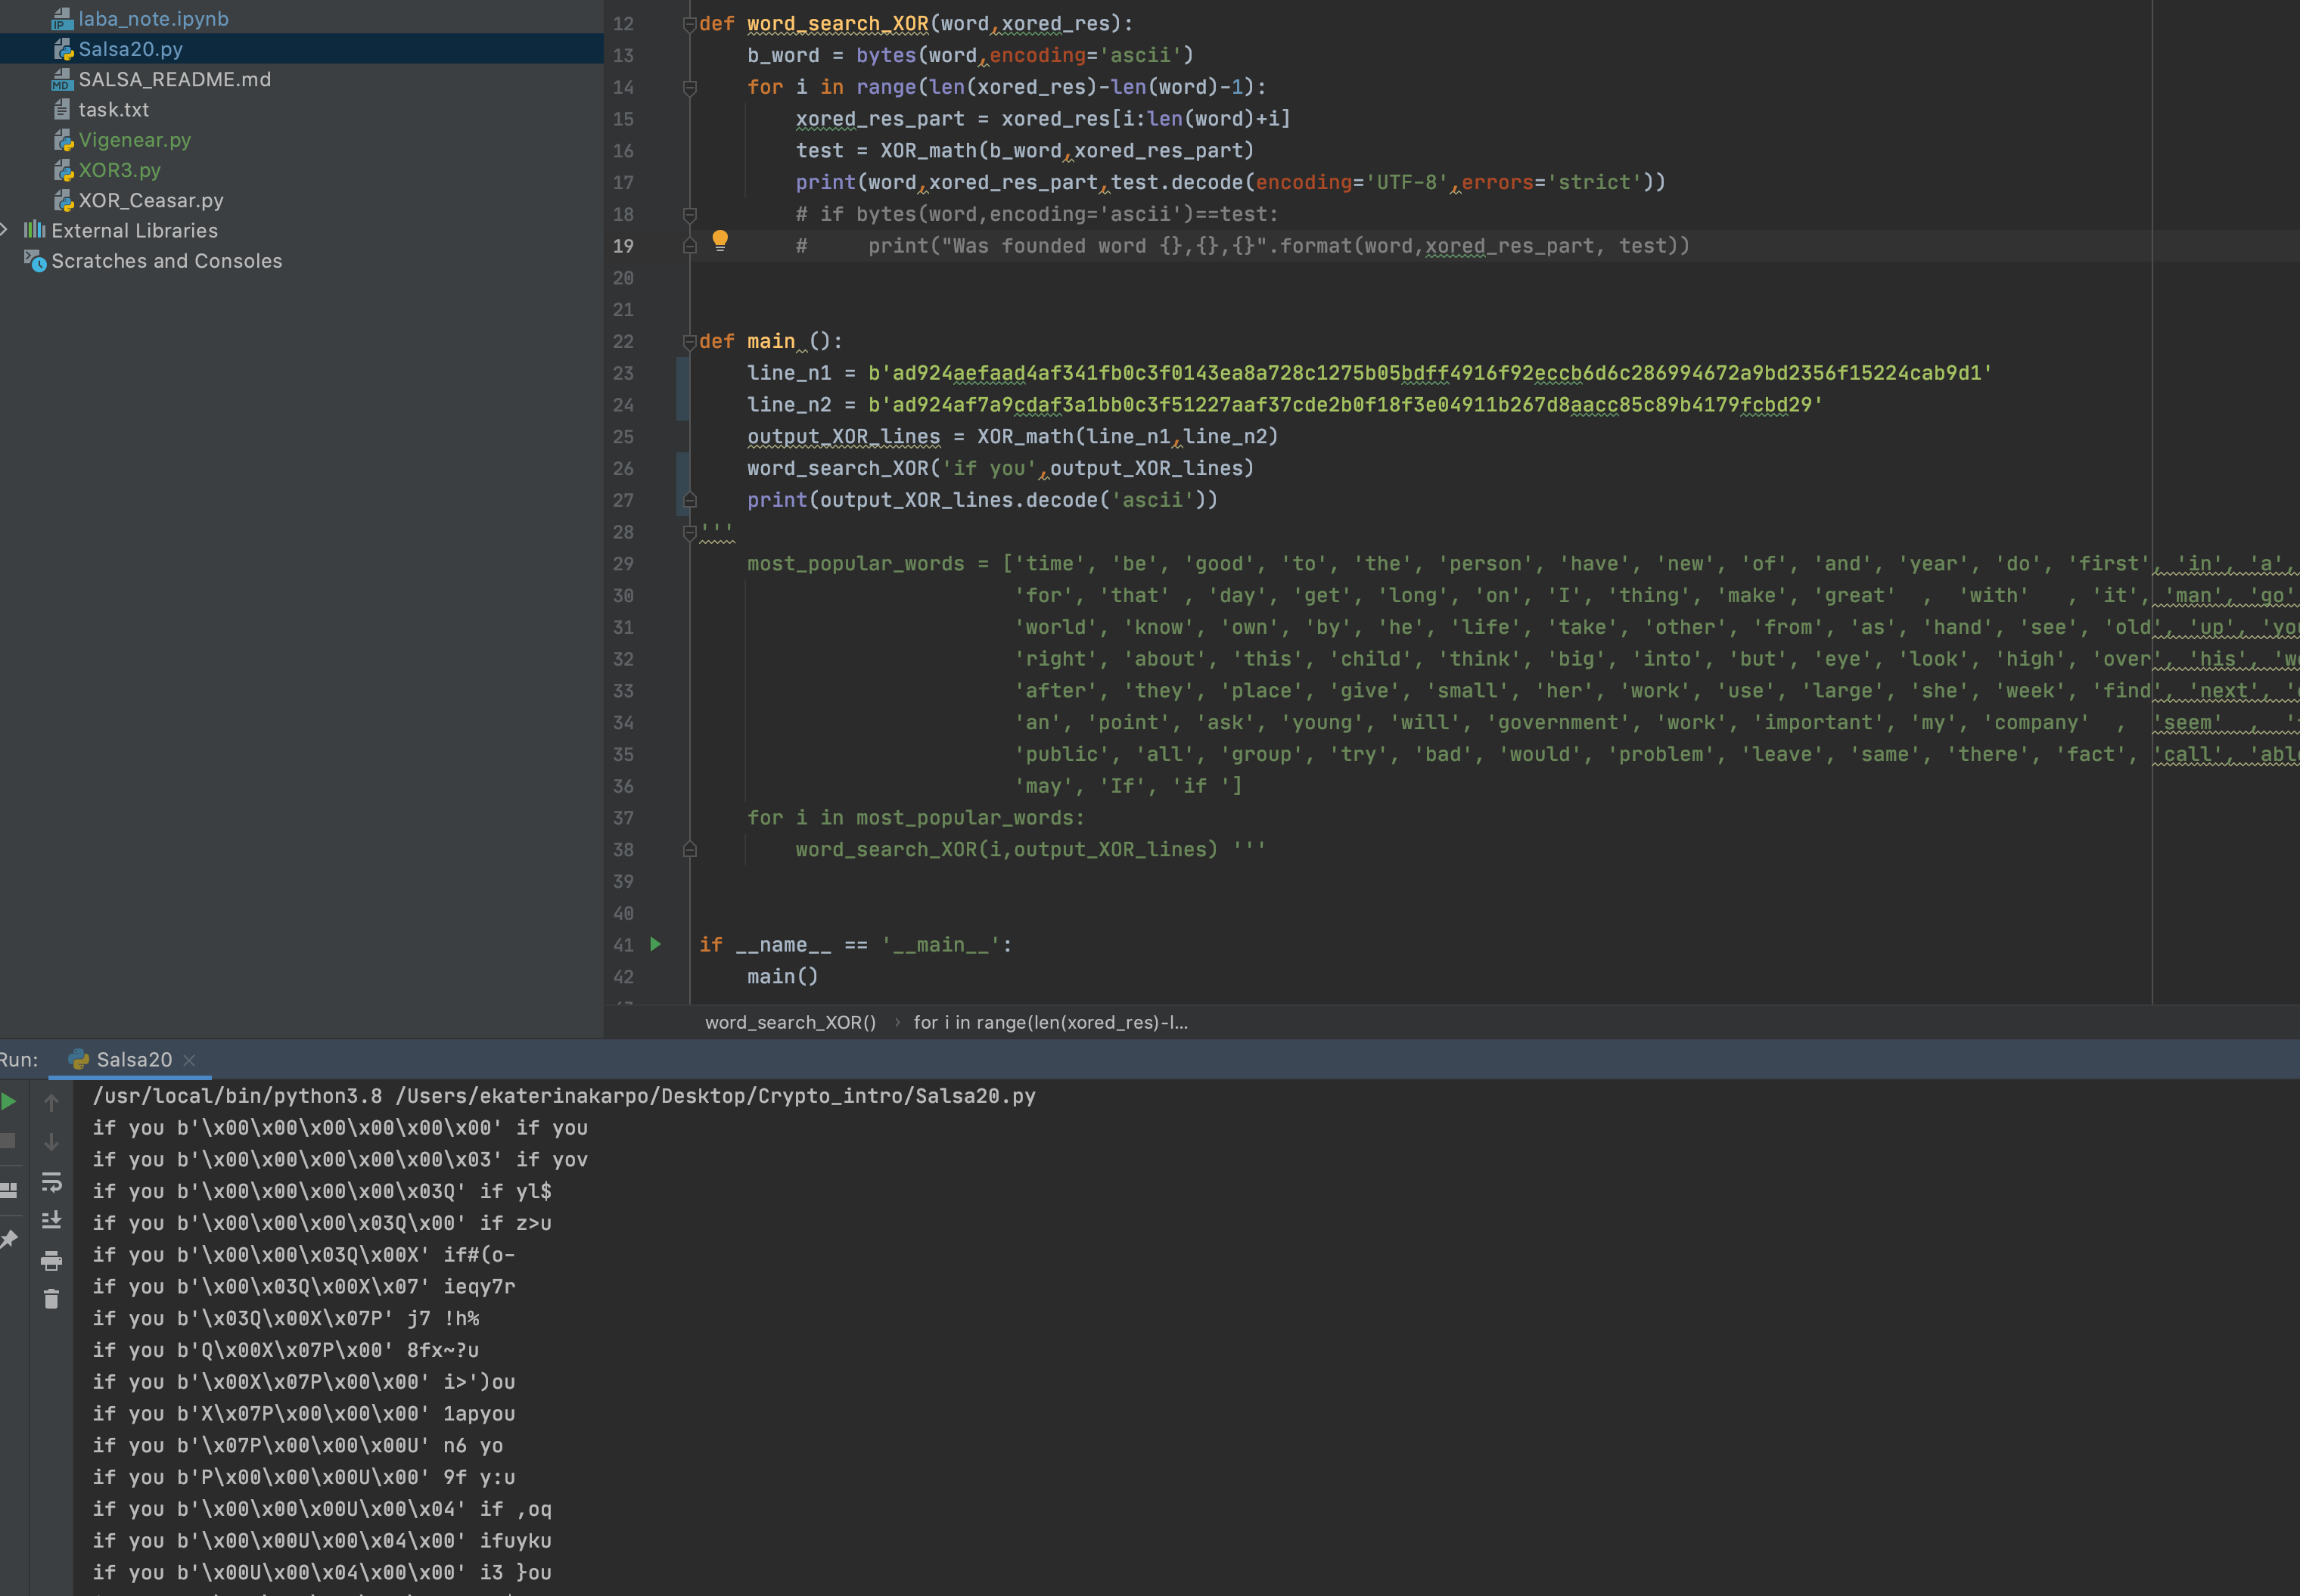 laba_note.ipynb
Salsa20.py
SALSA_README.md
task.txt
Vigenear.py
XOR3.py
XOR_Ceasar.py
External Libraries
Scratches and Consoles
12 def word_search_XOR(word,xored_res):
13 b_word = bytes(word,encoding='ascii')
14 for i in range(len(xored_res)-len(word)-1):
15 xored_res_part = xored_res[i:len(word)+i]
16 test = XOR_math(b_word,xored_res_part)
17 print(word,xored_res_part,test.decode(encoding='UTF-8',errors='strict'))
18 # if bytes(word,encoding='ascii')==test:
19 #     print("Was founded word {},{},{}".format(word,xored_res_part, test))
20
21
22 def main ():
23 line_n1 = b'ad924aefaad4af341fb0c3f0143ea8a728c1275b05bdff4916f92eccb6d6c286994672a9bd2356f15224cab9d1'
24 line_n2 = b'ad924af7a9cdaf3a1bb0c3f51227aaf37cde2b0f18f3e04911b267d8aacc85c89b4179fcbd29'
25 output_XOR_lines = XOR_math(line_n1,line_n2)
26 word_search_XOR('if you',output_XOR_lines)
27 print(output_XOR_lines.decode('ascii'))
28 '''
29 most_popular_words = ['time', 'be', 'good', 'to', 'the', 'person', 'have', 'new', 'of', 'and', 'year', 'do', 'first', 'in', 'a',
30 'for', 'that' , 'day', 'get', 'long', 'on', 'I', 'thing', 'make', 'great'  ,  'with'   , 'it', 'man', 'go'
31 'world', 'know', 'own', 'by', 'he', 'life', 'take', 'other', 'from', 'as', 'hand', 'see', 'old', 'up', 'yo
32 'right', 'about', 'this', 'child', 'think', 'big', 'into', 'but', 'eye', 'look', 'high', 'over', 'his', 'w
33 'after', 'they', 'place', 'give', 'small', 'her', 'work', 'use', 'large', 'she', 'week', 'find', 'next', '
34 'an', 'point', 'ask', 'young', 'will', 'government', 'work', 'important', 'my', 'company'  ,  'seem'  ,  '
35 'public', 'all', 'group', 'try', 'bad', 'would', 'problem', 'leave', 'same', 'there', 'fact', 'call', 'abl
36 'may', 'If', 'if ']
37 for i in most_popular_words:
38 word_search_XOR(i,output_XOR_lines) '''
39
40
41 if __name__ == '__main__':
42 main()
word_search_XOR() › for i in range(len(xored_res)-l...
Run: Salsa20
/usr/local/bin/python3.8 /Users/ekaterinakarpo/Desktop/Crypto_intro/Salsa20.py
if you b'\x00\x00\x00\x00\x00\x00' if you
if you b'\x00\x00\x00\x00\x00\x03' if yov
if you b'\x00\x00\x00\x00\x03Q' if yl$
if you b'\x00\x00\x00\x03Q\x00' if z>u
if you b'\x00\x00\x03Q\x00X' if#(o-
if you b'\x00\x03Q\x00X\x07' ieqy7r
if you b'\x03Q\x00X\x07P' j7 !h%
if you b'Q\x00X\x07P\x00' 8fx~?u
if you b'\x00X\x07P\x00\x00' i>')ou
if you b'X\x07P\x00\x00\x00' 1apyou
if you b'\x07P\x00\x00\x00U' n6 yo
if you b'P\x00\x00\x00U\x00' 9f y:u
if you b'\x00\x00\x00U\x00\x04' if ,oq
if you b'\x00\x00U\x00\x04\x00' ifuyku
if you b'\x00U\x00\x04\x00\x00' i3 }ou